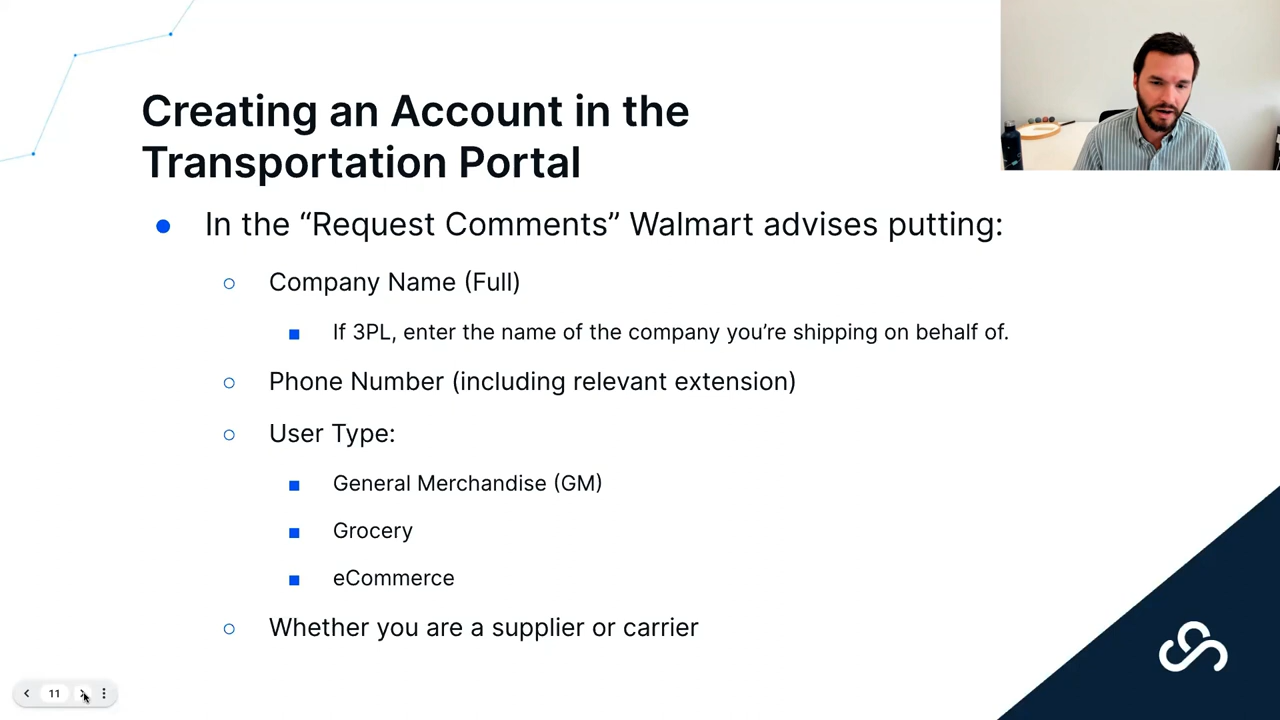 Creating an Account in the
Transportation Portal
In the “Request Comments” Walmart advises putting:
Company Name (Full)
If 3PL, enter the name of the company you’re shipping on behalf of.
Phone Number (including relevant extension)
User Type:
General Merchandise (GM)
Grocery
eCommerce
Whether you are a supplier or carrier
11